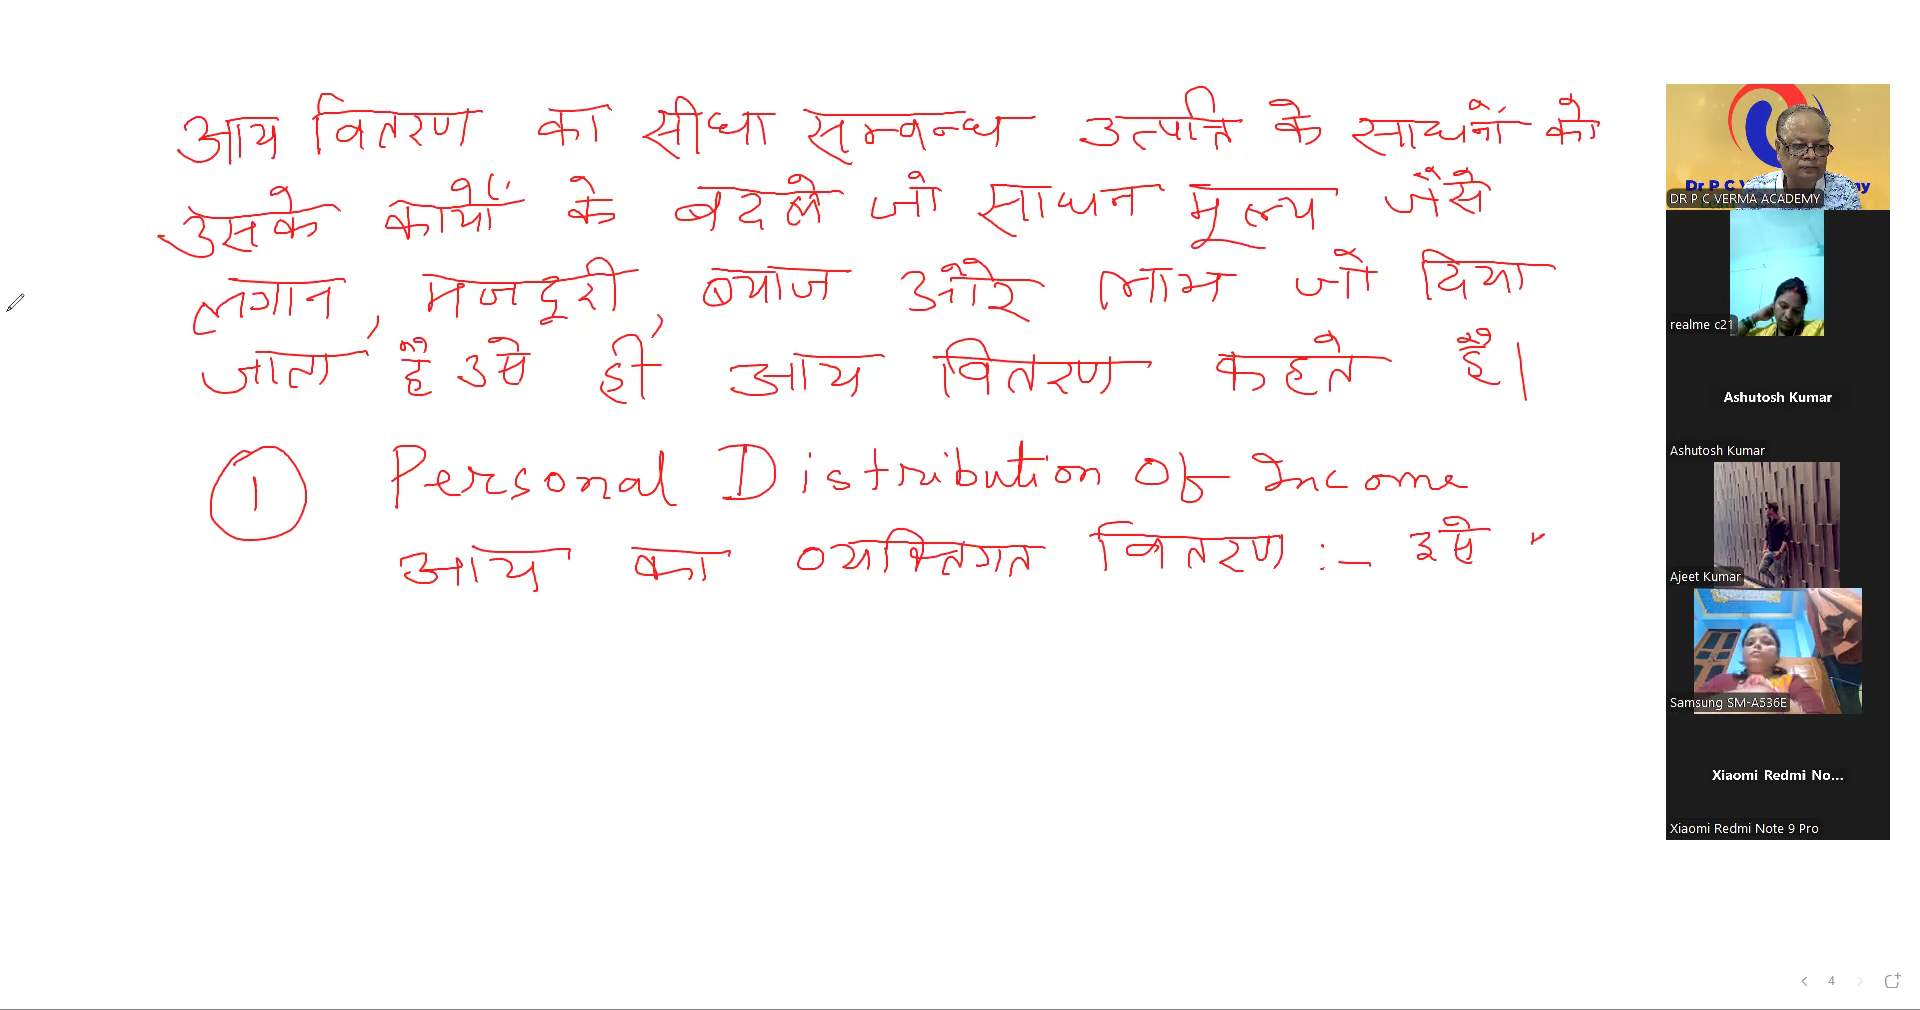 आय वितरण का सीधा सम्बन्ध उत्पत्ति के साधनों को
उसके कार्यों के बदले जो साधन मूल्य जैसे
लगान, मजदूरी, ब्याज और लाभ जो दिया
जाता है उसे ही आय वितरण कहते हैं।
1 Personal Distribution Of Income
आय का व्यक्तिगत वितरण :- इसे
DR P C VERMA ACADEMY
realme c21
Ashutosh Kumar
Ashutosh Kumar
Ajeet Kumar
Samsung SM-A536E
Xiaomi Redmi No...
Xiaomi Redmi Note 9 Pro
4